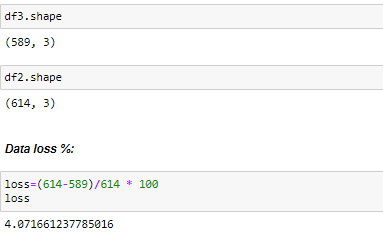 df3.shape
(589, 3)
df2.shape
(614, 3)
Data loss %:
loss=(614-589)/614 * 100
loss
4.071661237785016